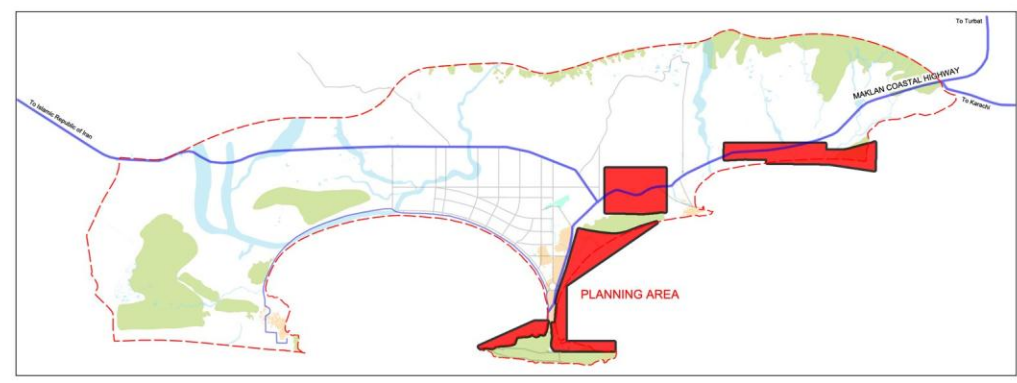 To Turbat
MAKLAN COASTAL HIGHWAY
To Karachi
To Islamic Republic of Iran
PLANNING AREA